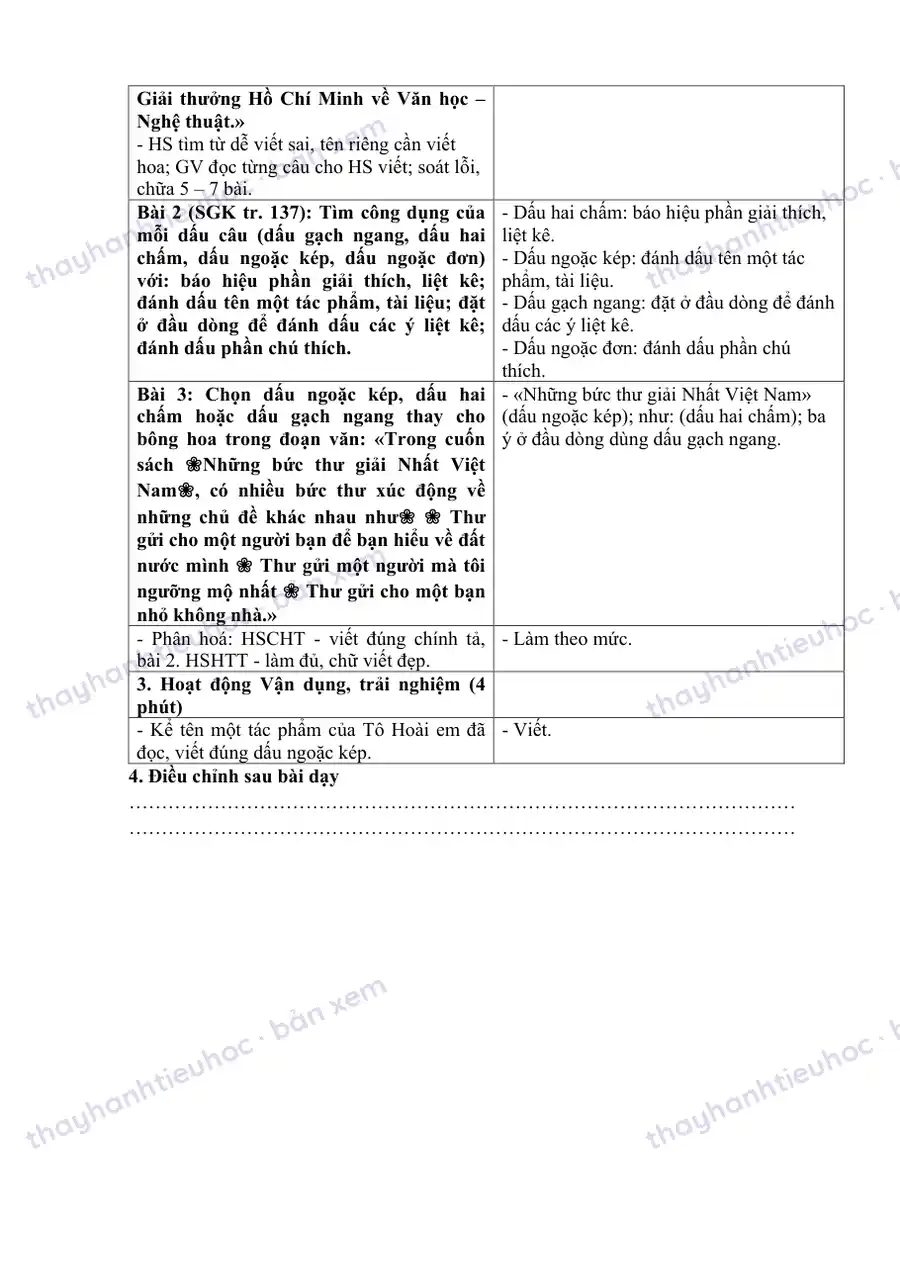 Giải thưởng Hồ Chí Minh về Văn học –
Nghệ thuật.»
- HS tìm từ dễ viết sai, tên riêng cần viết
hoa; GV đọc từng câu cho HS viết; soát lỗi,
chữa 5 – 7 bài.
Bài 2 (SGK tr. 137): Tìm công dụng của
mỗi dấu câu (dấu gạch ngang, dấu hai
chấm, dấu ngoặc kép, dấu ngoặc đơn)
với: báo hiệu phần giải thích, liệt kê;
đánh dấu tên một tác phẩm, tài liệu; đặt
ở đầu dòng để đánh dấu các ý liệt kê;
đánh dấu phần chú thích.
- Dấu hai chấm: báo hiệu phần giải thích,
liệt kê.
- Dấu ngoặc kép: đánh dấu tên một tác
phẩm, tài liệu.
- Dấu gạch ngang: đặt ở đầu dòng để đánh
dấu các ý liệt kê.
- Dấu ngoặc đơn: đánh dấu phần chú
thích.
Bài 3: Chọn dấu ngoặc kép, dấu hai
chấm hoặc dấu gạch ngang thay cho
bông hoa trong đoạn văn: «Trong cuốn
sách ❀Những bức thư giải Nhất Việt
Nam❀, có nhiều bức thư xúc động về
những chủ đề khác nhau như❀ ❀ Thư
gửi cho một người bạn để bạn hiểu về đất
nước mình ❀ Thư gửi một người mà tôi
ngưỡng mộ nhất ❀ Thư gửi cho một bạn
nhỏ không nhà.»
- «Những bức thư giải Nhất Việt Nam»
(dấu ngoặc kép); như: (dấu hai chấm); ba
ý ở đầu dòng dùng dấu gạch ngang.
- Phân hoá: HSCHT - viết đúng chính tả,
bài 2. HSHTT - làm đủ, chữ viết đẹp.
- Làm theo mức.
3. Hoạt động Vận dụng, trải nghiệm (4
phút)
- Kể tên một tác phẩm của Tô Hoài em đã
đọc, viết đúng dấu ngoặc kép.
- Viết.
4. Điều chỉnh sau bài dạy
…………………………………………………………………………………………
…………………………………………………………………………………………
thayhanhtieuhoc · bản xem
thayhanhtieuhoc · b
thayhanhtieuhoc · bản xem
thayhanhtieuhoc · b
thayhanhtieuhoc · bản xem
thayhanhtieuhoc · b